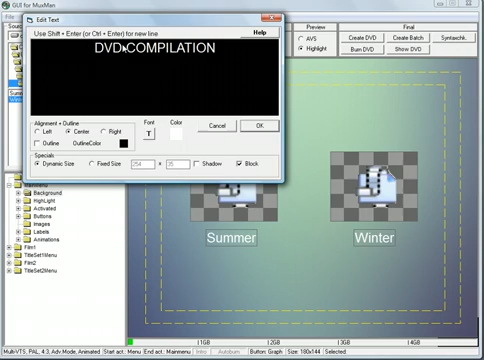 GUI for MuxMan
Edit Text
Use Shift + Enter (or Ctrl + Enter) for new line
Help
DVD-COMPILATION
Alignment + Outline
Left
Center
Right
Outline
OutlineColor
Font
T
Color
Cancel
OK
Specials
Dynamic Size
Fixed Size
254
*
35
Shadow
Block
Preview
AVS
Highlight
Final
Create DVD
Create Batch
Syntaxchk.
Burn DVD
Show DVD
Summer
Winter
Mainmenu
Background
HighLight
Activated
Buttons
Images
Labels
Animations
Film1
TitleSet1Menu
Film2
TitleSet2Menu
|1GB
|2GB
|3GB
|4GB
Multi-VTS, PAL, 4:3, Adv.Mode, Animated
Start act.: Menu
End act.: Mainmenu
Intro
Autoburn
Button: Graph
Size: 180x144
Selected